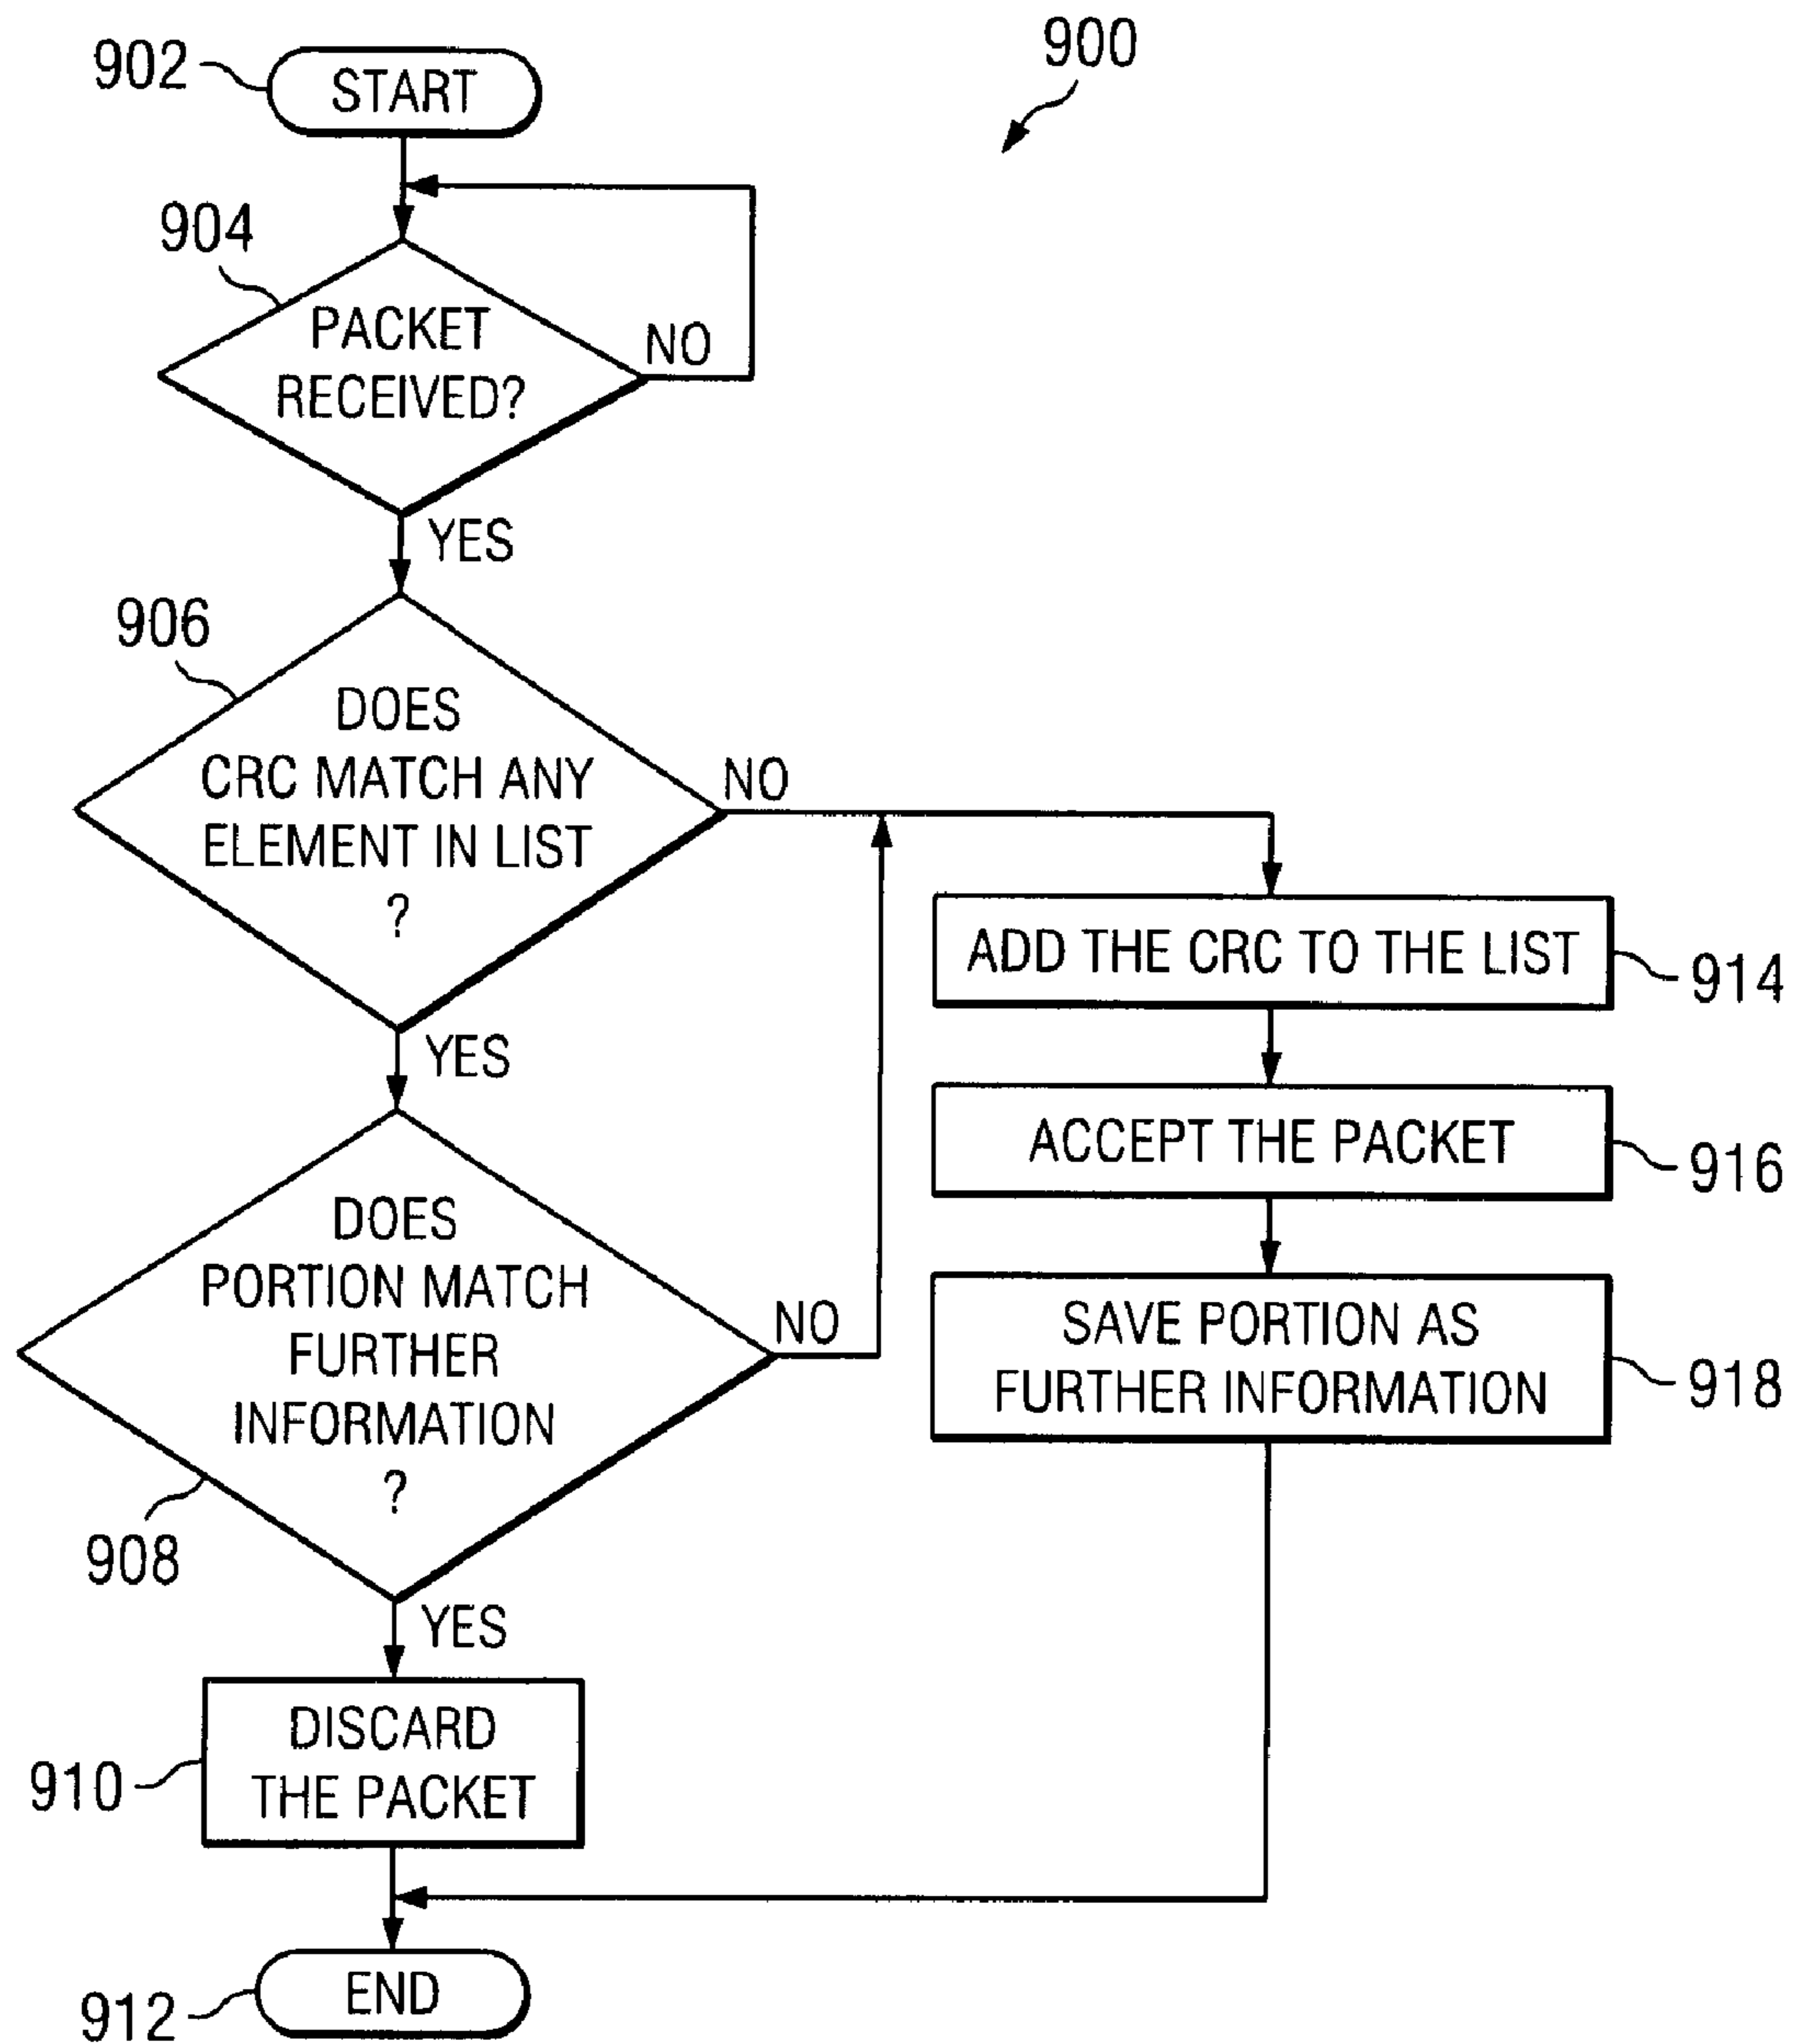 900
902
START
904
PACKET
RECEIVED?
NO
YES
906
DOES
CRC MATCH ANY
ELEMENT IN LIST
?
NO
YES
ADD THE CRC TO THE LIST
914
ACCEPT THE PACKET
916
DOES
PORTION MATCH
FURTHER
INFORMATION
?
NO
908
SAVE PORTION AS
FURTHER INFORMATION
918
YES
DISCARD
THE PACKET
910
END
912